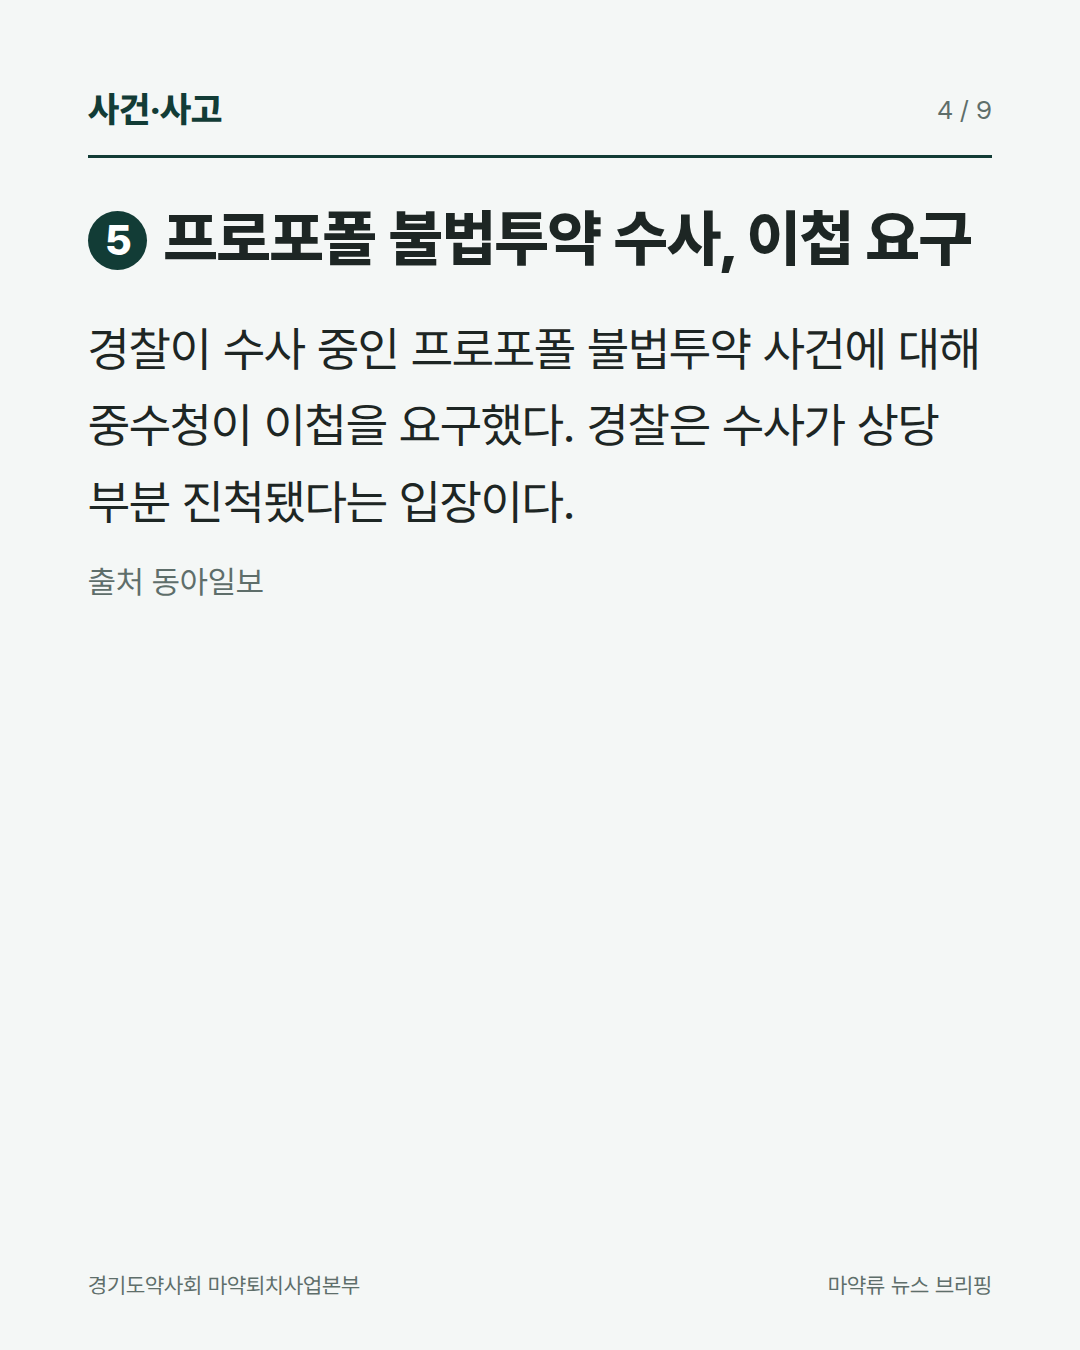 사건·사고
4 / 9
5 프로포폴 불법투약 수사, 이첩 요구
경찰이 수사 중인 프로포폴 불법투약 사건에 대해
중수청이 이첩을 요구했다. 경찰은 수사가 상당
부분 진척됐다는 입장이다.
출처 동아일보
경기도약사회 마약퇴치사업본부
마약류 뉴스 브리핑